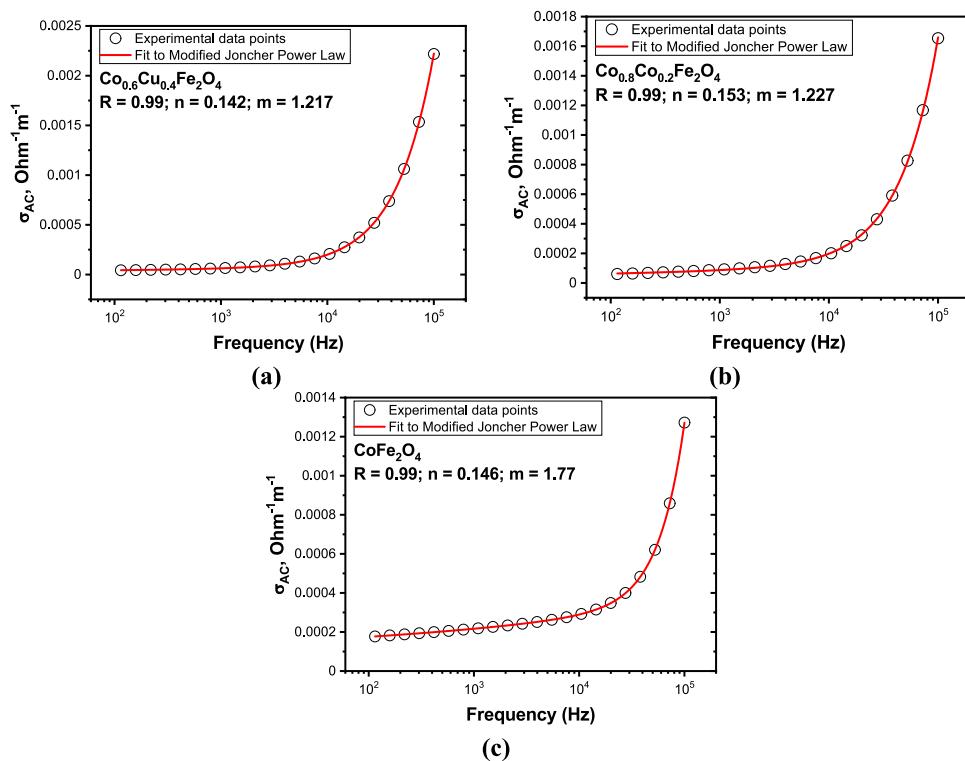 Experimental data points
Fit to Modified Joncher Power Law
Co0.6Cu0.4Fe2O4
R = 0.99; n = 0.142; m = 1.217
0.0025
0.002
0.0015
0.001
0.0005
0
σAC, Ohm-1m-1
10^2
10^3
10^4
10^5
Frequency (Hz)
(a)
Experimental data points
Fit to Modified Joncher Power Law
Co0.8Co0.2Fe2O4
R = 0.99; n = 0.153; m = 1.227
0.0018
0.0016
0.0014
0.0012
0.001
0.0008
0.0006
0.0004
0.0002
0
σAC, Ohm-1m-1
10^2
10^3
10^4
10^5
Frequency (Hz)
(b)
Experimental data points
Fit to Modified Joncher Power Law
CoFe2O4
R = 0.99; n = 0.146; m = 1.77
0.0014
0.0012
0.001
0.0008
0.0006
0.0004
0.0002
0
σAC, Ohm-1m-1
10^2
10^3
10^4
10^5
Frequency (Hz)
(c)